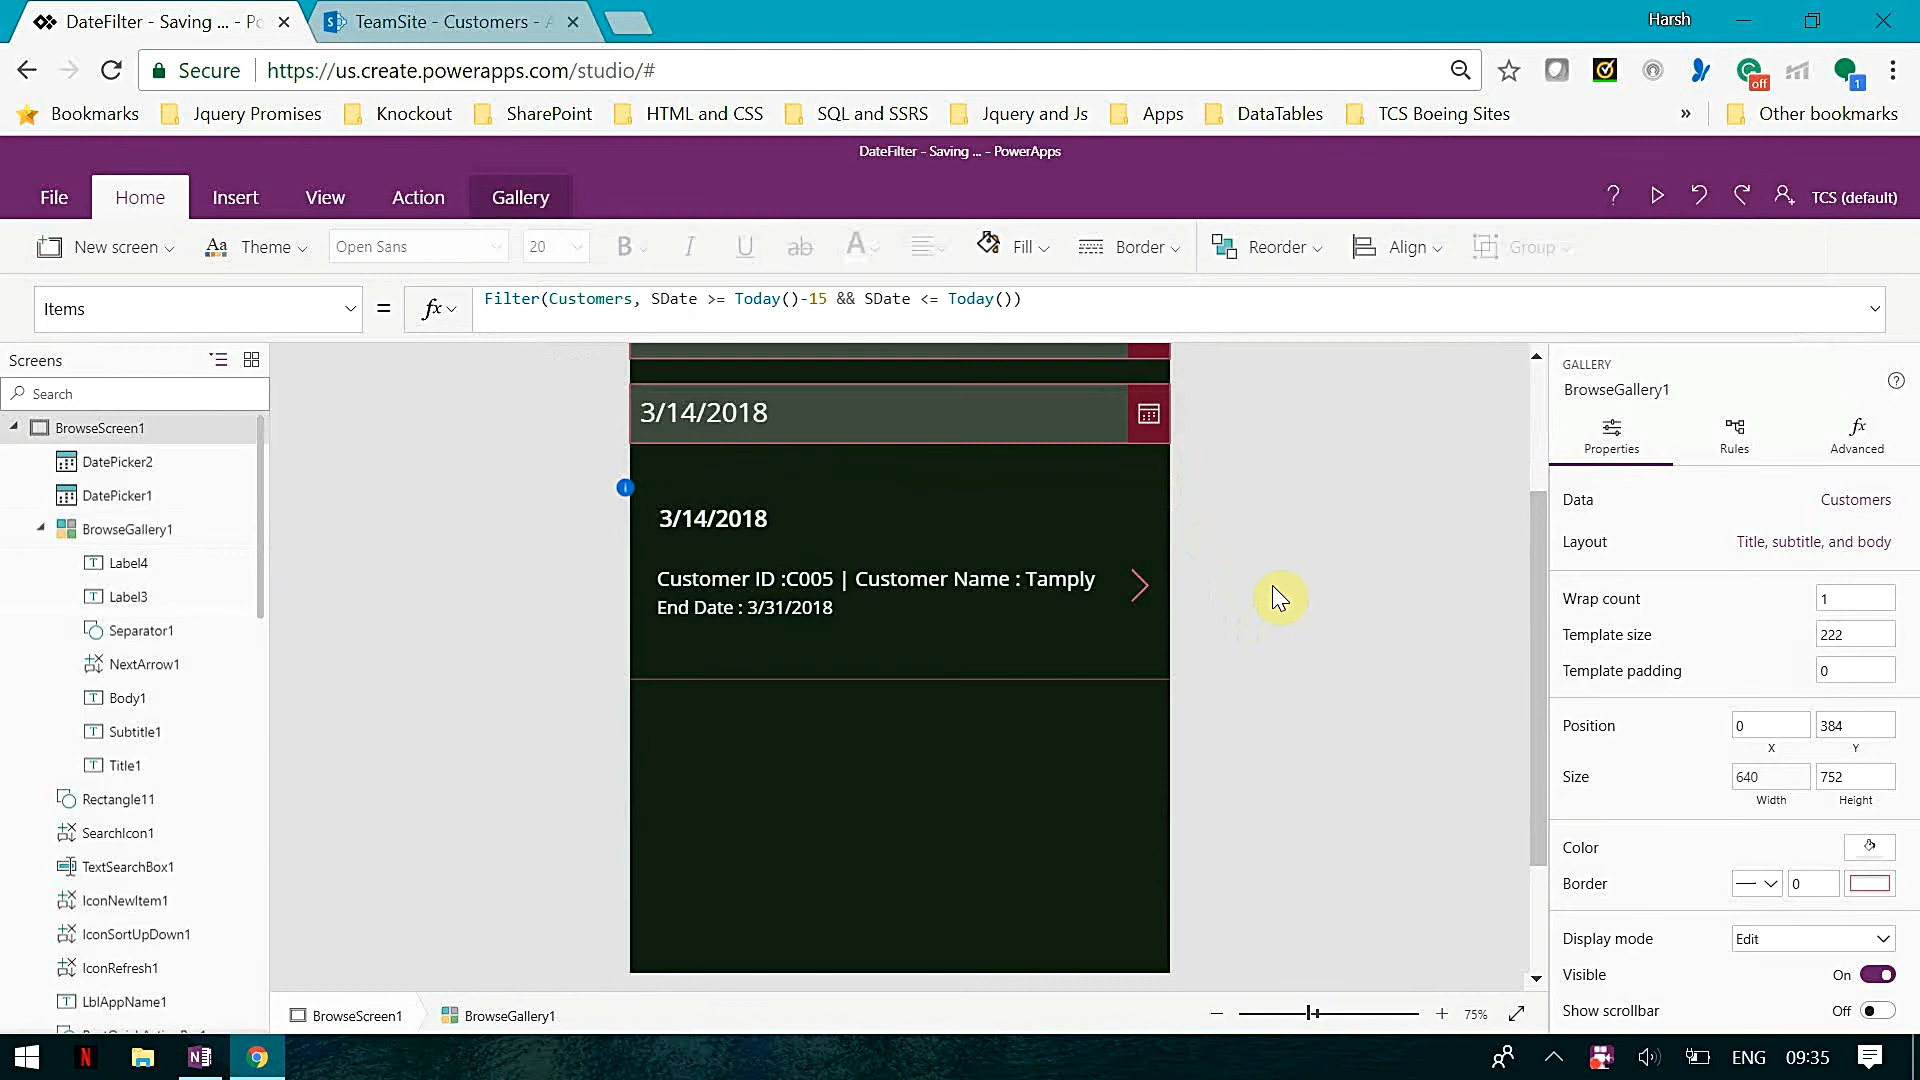 DateFilter - Saving ... - Po
TeamSite - Customers - A
Harsh
Secure
https://us.create.powerapps.com/studio/#
off
1
Bookmarks
Jquery Promises
Knockout
SharePoint
HTML and CSS
SQL and SSRS
Jquery and Js
Apps
DataTables
TCS Boeing Sites
»
Other bookmarks
DateFilter - Saving ... - PowerApps
File
Home
Insert
View
Action
Gallery
?
TCS (default)
New screen
Aa
Theme
Open Sans
20
B
I
U
ab
A
Fill
Border
Reorder
Align
Group
Items
=
fx
Filter(Customers, SDate >= Today()-15 && SDate <= Today())
Screens
Search
BrowseScreen1
DatePicker2
DatePicker1
BrowseGallery1
Label4
Label3
Separator1
NextArrow1
Body1
Subtitle1
Title1
Rectangle11
SearchIcon1
TextSearchBox1
IconNewItem1
IconSortUpDown1
IconRefresh1
LblAppName1
3/14/2018
3/14/2018
Customer ID :C005 | Customer Name : Tamply
End Date : 3/31/2018
GALLERY
BrowseGallery1
?
Properties
Rules
fx
Advanced
Data
Customers
Layout
Title, subtitle, and body
Wrap count
1
Template size
222
Template padding
0
Position
0
384
X
Y
Size
640
752
Width
Height
Color
Border
0
Display mode
Edit
Visible
On
Show scrollbar
Off
BrowseScreen1
BrowseGallery1
75%
N
ENG
09:35